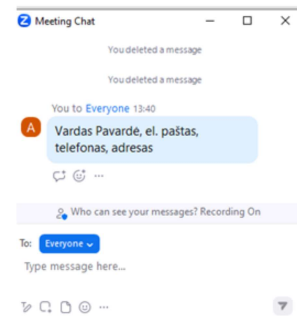 Meeting Chat
You deleted a message
You deleted a message
You to Everyone 13:40
A
Vardas Pavardė, el. paštas,
telefonas, adresas
Who can see your messages? Recording On
To: Everyone
Type message here...